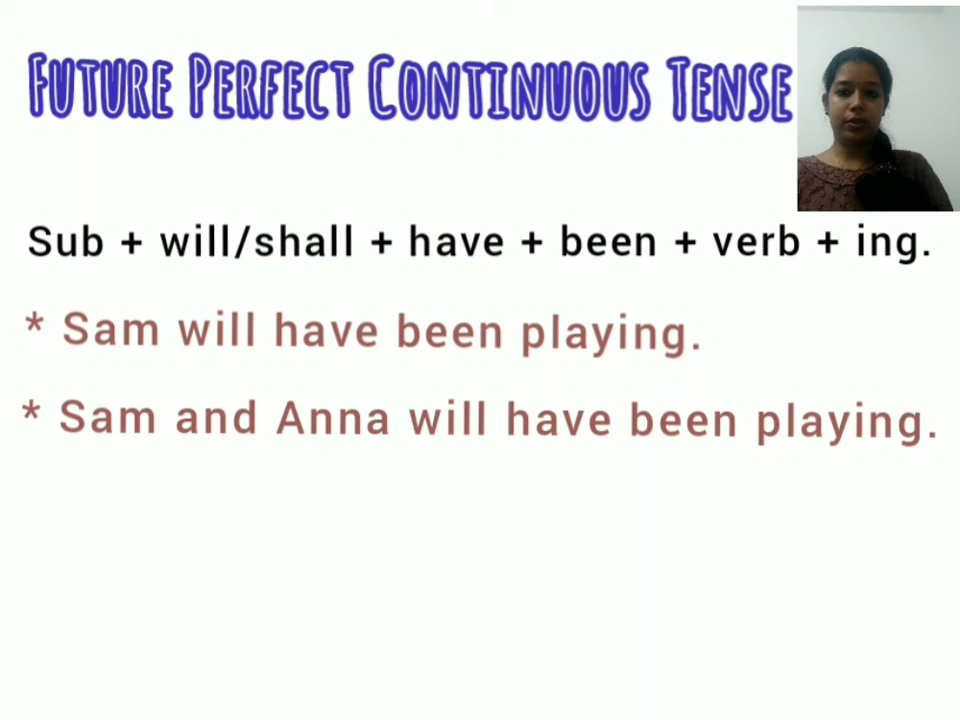 Future Perfect Continuous Tense
Sub + will/shall + have + been + verb + ing.
* Sam will have been playing.
* Sam and Anna will have been playing.